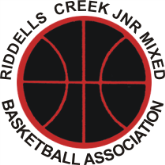 RIDDELLS CREEK JNR MIXED
BASKETBALL ASSOCIATION